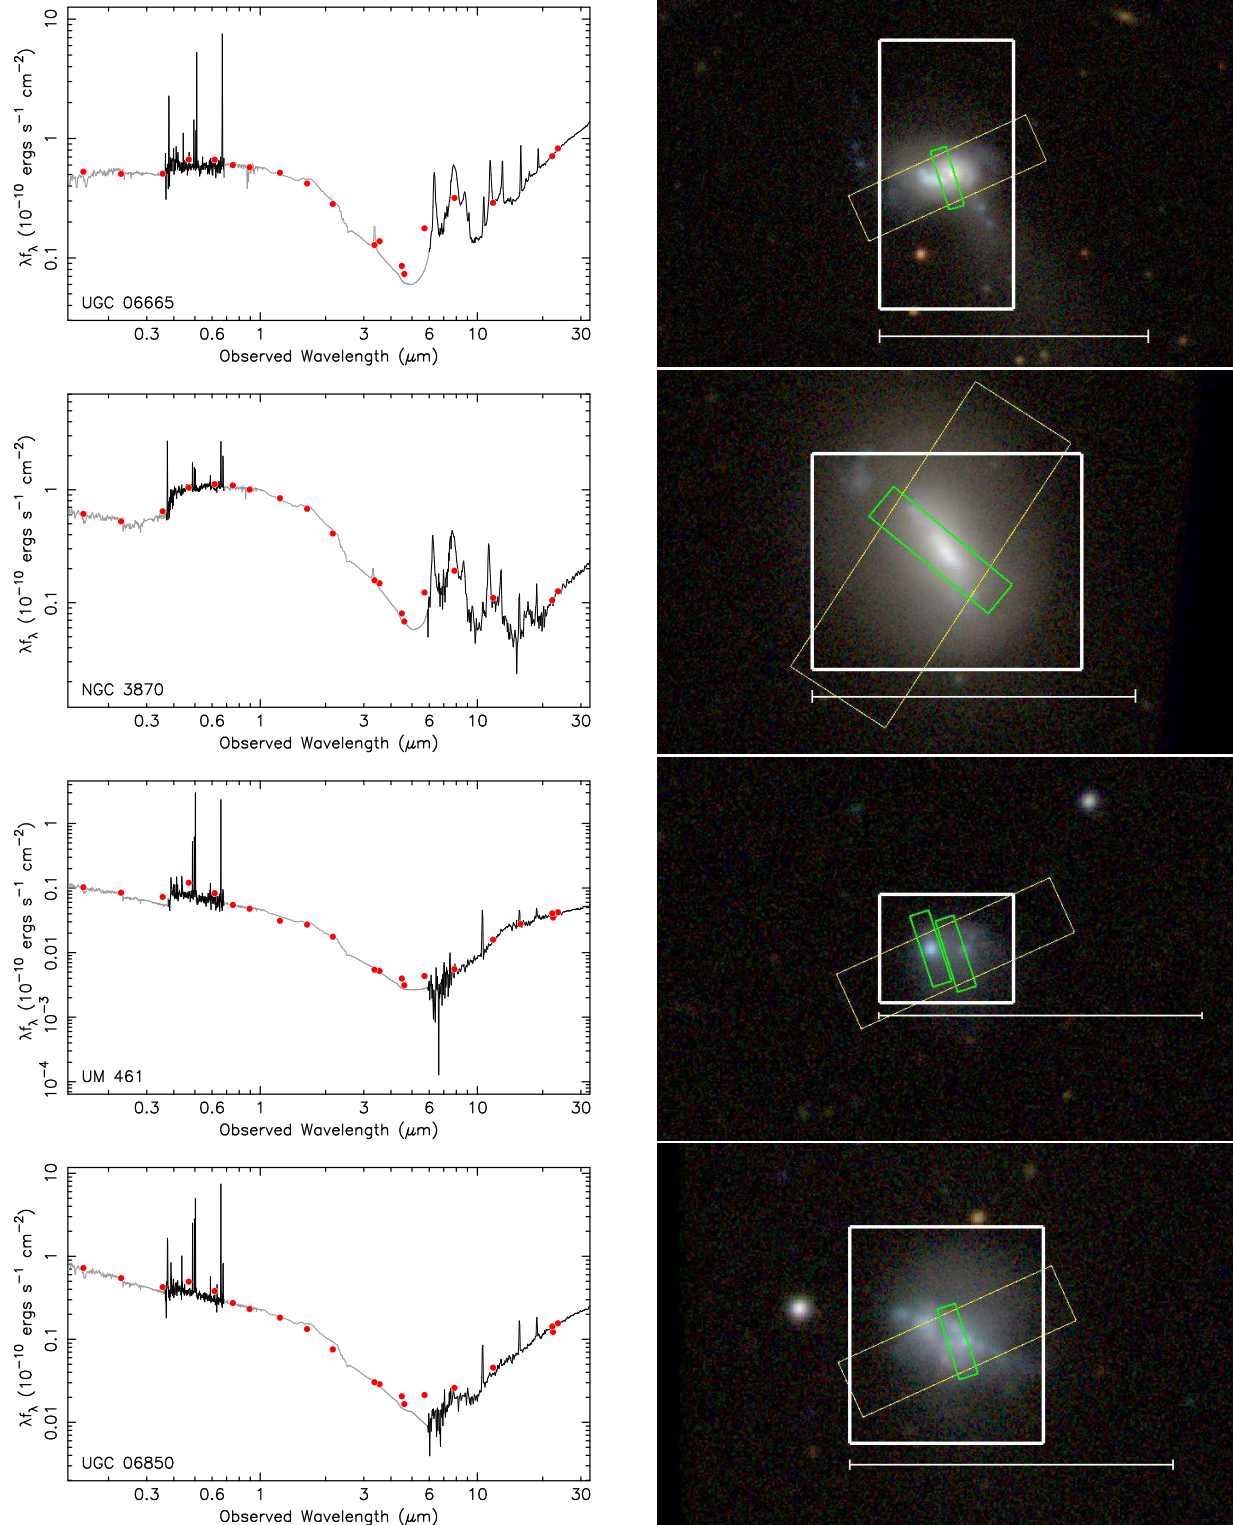 10
1
0.1
λfλ (10⁻¹⁰ ergs s⁻¹ cm⁻²)
UGC 06665
0.3 0.6 1 3 6 10 30
Observed Wavelength (μm)
1
0.1
λfλ (10⁻¹⁰ ergs s⁻¹ cm⁻²)
NGC 3870
0.3 0.6 1 3 6 10 30
Observed Wavelength (μm)
1
0.1
0.01
10⁻³
10⁻⁴
λfλ (10⁻¹⁰ ergs s⁻¹ cm⁻²)
UM 461
0.3 0.6 1 3 6 10 30
Observed Wavelength (μm)
10
1
0.1
0.01
λfλ (10⁻¹⁰ ergs s⁻¹ cm⁻²)
UGC 06850
0.3 0.6 1 3 6 10 30
Observed Wavelength (μm)